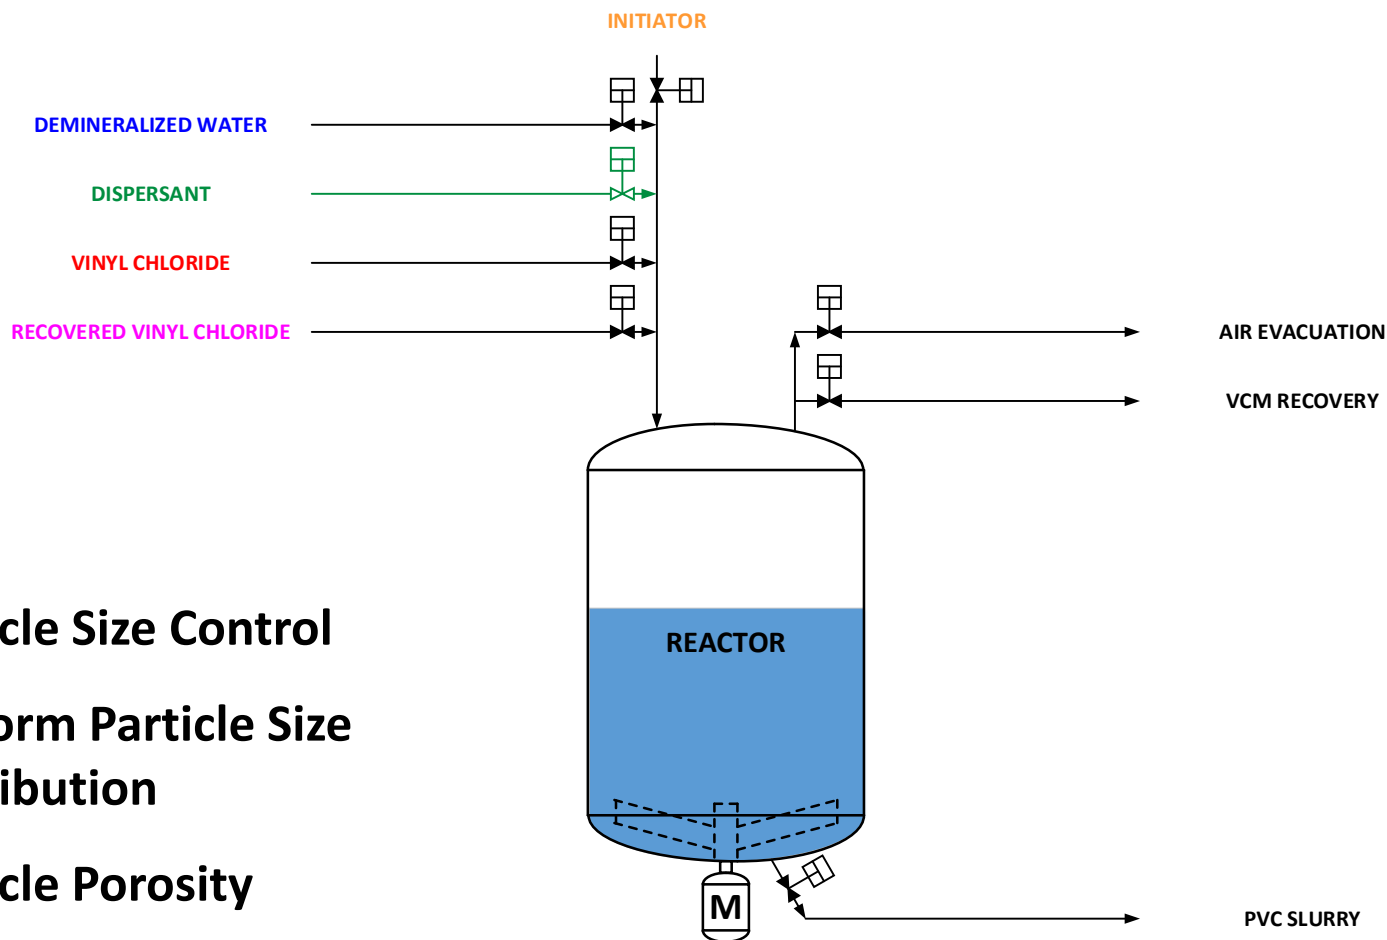 INITIATOR
DEMINERALIZED WATER
DISPERSANT
VINYL CHLORIDE
RECOVERED VINYL CHLORIDE
AIR EVACUATION
VCM RECOVERY
cle Size Control
REACTOR
orm Particle Size
ribution
cle Porosity
M
PVC SLURRY